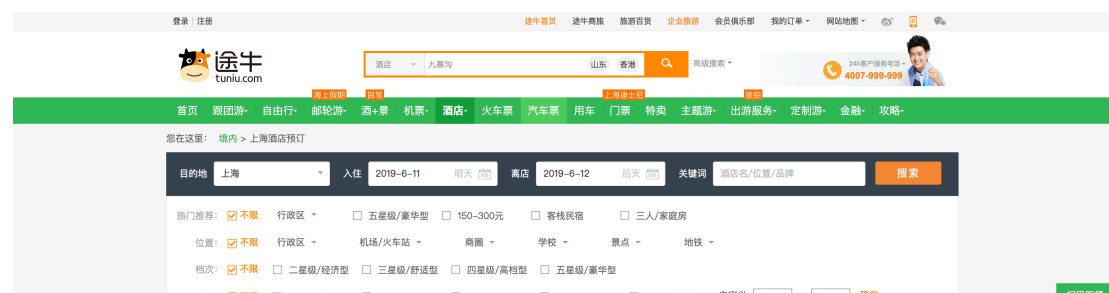 登录 | 注册 途牛首页 途牛商旅 旅游百货 企业旅游 会员俱乐部 我的订单 网站地图
途牛
tuniu.com
酒店 九寨沟 山东 香港 高级搜索
24h客户服务电话
4007-999-999
海上假期 自驾 上海迪士尼 旅拍
首页 跟团游 自由行 邮轮游 酒+景 机票 酒店 火车票 汽车票 用车 门票 特卖 主题游 出游服务 定制游 金融 攻略
您在这里: 境内 > 上海酒店预订
目的地 上海 入住 2019-6-11 明天 离店 2019-6-12 后天 关键词 酒店名/位置/品牌 搜索
热门推荐: 不限 行政区 五星级/豪华型 150-300元 客栈民宿 三人/家庭房
位置: 不限 行政区 机场/火车站 商圈 学校 景点 地铁
档次: 不限 二星级/经济型 三星级/舒适型 四星级/高档型 五星级/豪华型